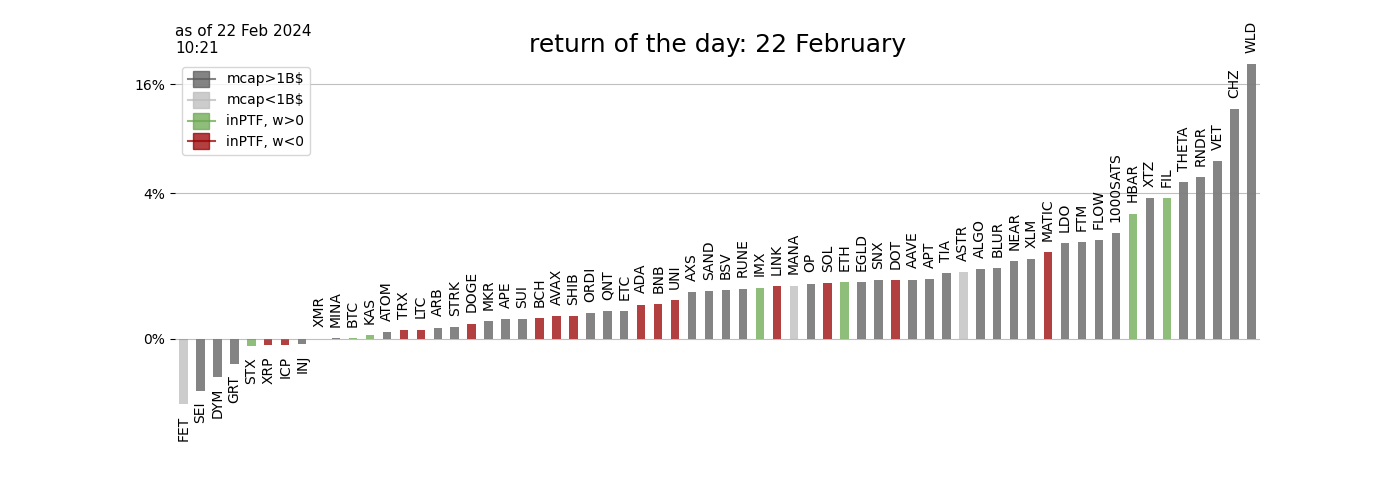 as of 22 Feb 2024
10:21
return of the day: 22 February
mcap>1B$
mcap<1B$
inPTF, w>0
inPTF, w<0
16%
4%
0%
FET
SEI
DYM
GRT
STX
XRP
ICP
INJ
XMR
MINA
BTC
KAS
ATOM
TRX
LTC
ARB
STRK
DOGE
MKR
APE
SUI
BCH
AVAX
SHIB
ORDI
QNT
ETC
ADA
BNB
UNI
AXS
SAND
BSV
RUNE
IMX
LINK
MANA
OP
SOL
ETH
EGLD
SNX
DOT
AAVE
APT
TIA
ASTR
ALGO
BLUR
NEAR
XLM
MATIC
LDO
FTM
FLOW
1000SATS
HBAR
XTZ
FIL
THETA
RNDR
VET
CHZ
WLD